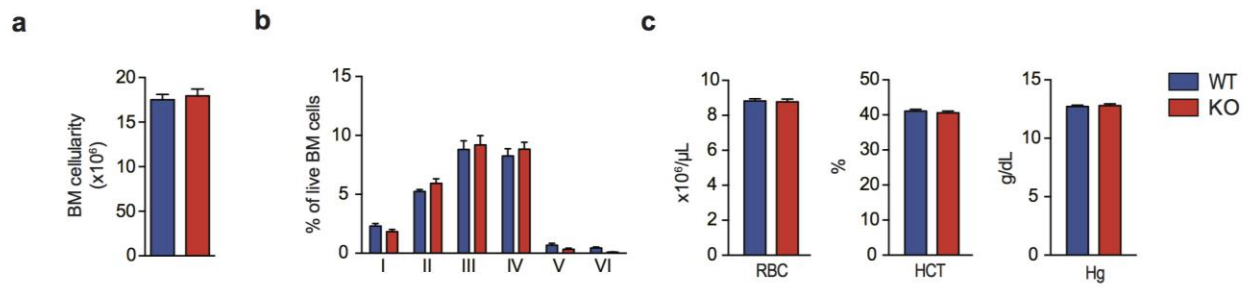 a
b
c
BM cellularity
(x10⁶)
20
15
10
50
0
% of live BM cells
15
10
5
0
I II III IV V VI
x10⁶/µL
10
8
6
4
2
0
RBC
%
50
40
30
20
10
0
HCT
g/dL
15
10
5
0
Hg
WT
KO